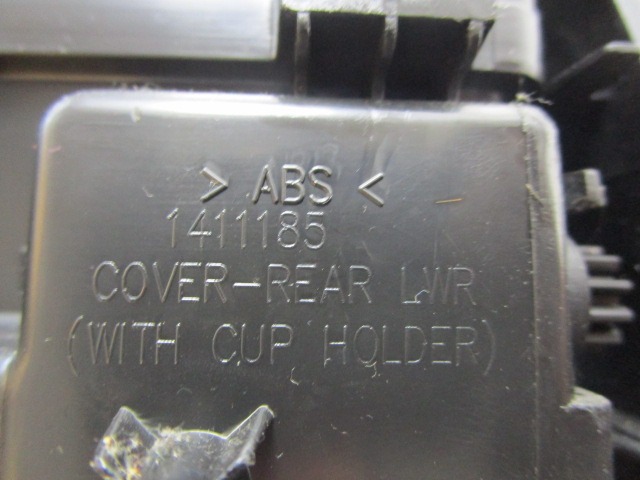 > ABS <
1411185
COVER-REAR LWR
(WITH CUP HOLDER)